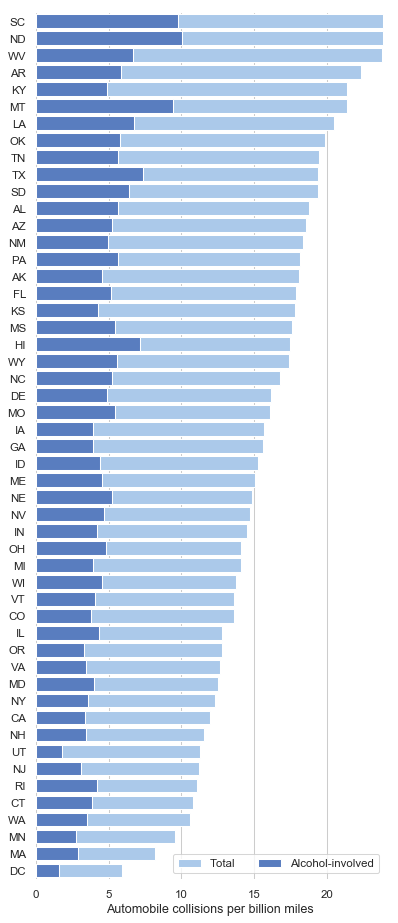 SC
ND
WV
AR
KY
MT
LA
OK
TN
TX
SD
AL
AZ
NM
PA
AK
FL
KS
MS
HI
WY
NC
DE
MO
IA
GA
ID
ME
NE
NV
IN
OH
MI
WI
VT
CO
IL
OR
VA
MD
NY
CA
NH
UT
NJ
RI
CT
WA
MN
MA
DC
Total Alcohol-involved
0 5 10 15 20
Automobile collisions per billion miles